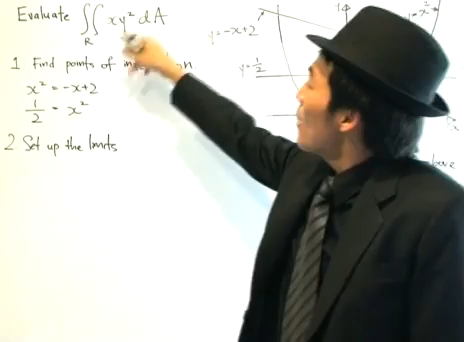 Evaluate ∬ xy² dA
R
y = -x+2
y = 1/2
1 Find points of
x² = -x+2
1/2 = x²
2 Set up the limits
above